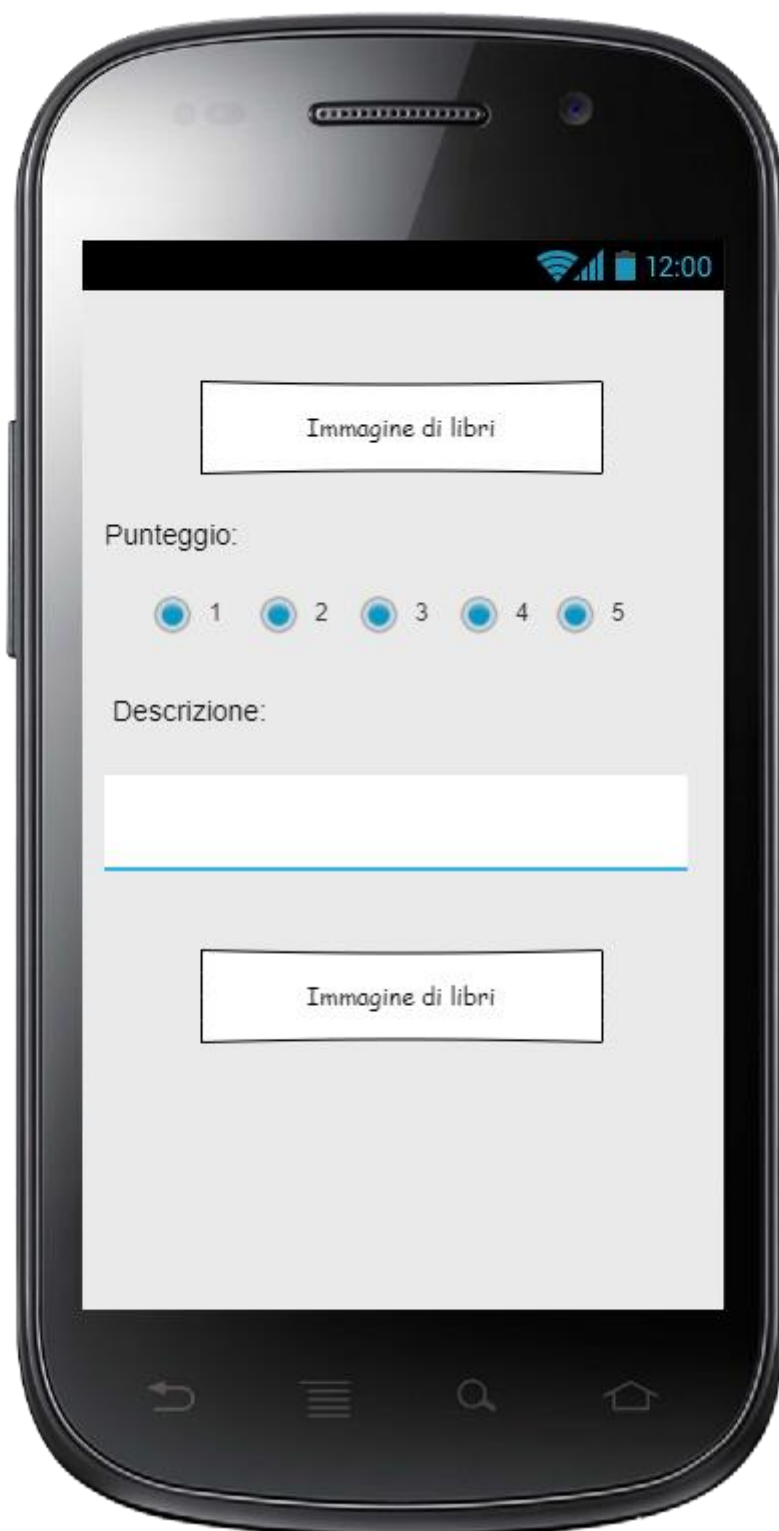 12:00
Immagine di libri
Punteggio:
1 2 3 4 5
Descrizione:
Immagine di libri